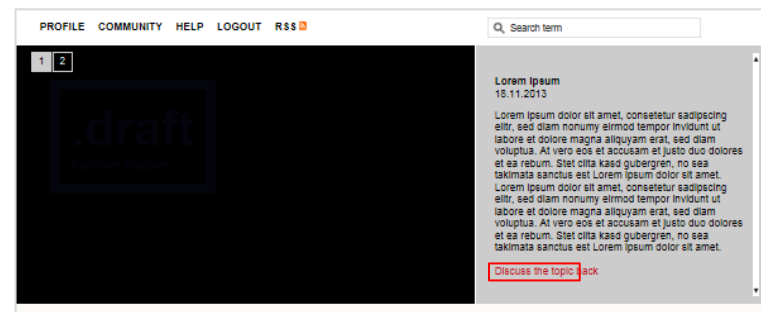 PROFILE COMMUNITY HELP LOGOUT RSS
Search term
1 2
.draft
Lorem Ipsum
18.11.2013
Lorem ipsum dolor sit amet, consetetur sadipscing
elitr, sed diam nonumy eirmod tempor invidunt ut
labore et dolore magna aliquyam erat, sed diam
voluptua. At vero eos et accusam et justo duo dolores
et ea rebum. Stet clita kasd gubergren, no sea
takimata sanctus est Lorem ipsum dolor sit amet.
Lorem ipsum dolor sit amet, consetetur sadipscing
elitr, sed diam nonumy eirmod tempor invidunt ut
labore et dolore magna aliquyam erat, sed diam
voluptua. At vero eos et accusam et justo duo dolores
et ea rebum. Stet clita kasd gubergren, no sea
takimata sanctus est Lorem ipsum dolor sit amet.
Discuss the topic back